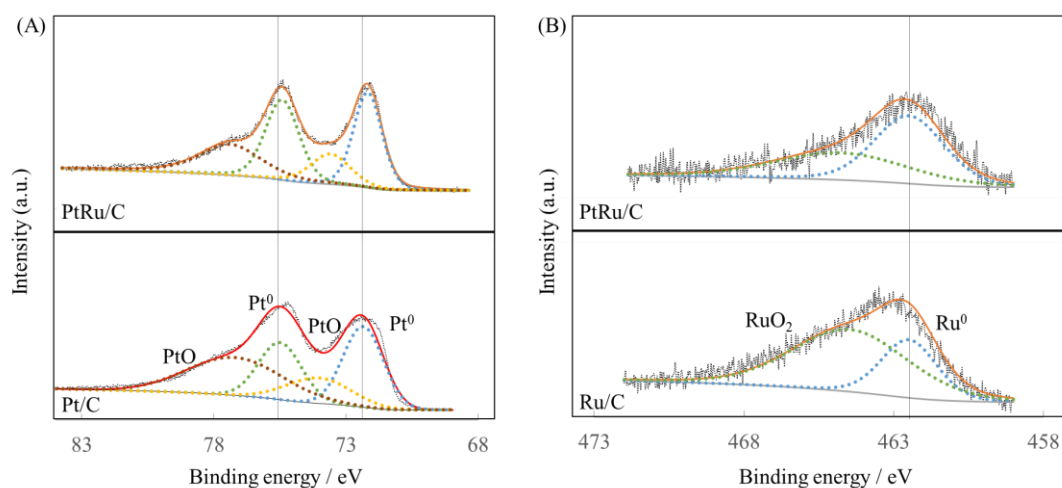 (A)
Intensity (a.u.)
PtRu/C
Pt⁰
PtO
Pt⁰
PtO
Pt/C
83 78 73 68
Binding energy / eV
(B)
Intensity (a.u.)
PtRu/C
RuO₂
Ru⁰
Ru/C
473 468 463 458
Binding energy / eV